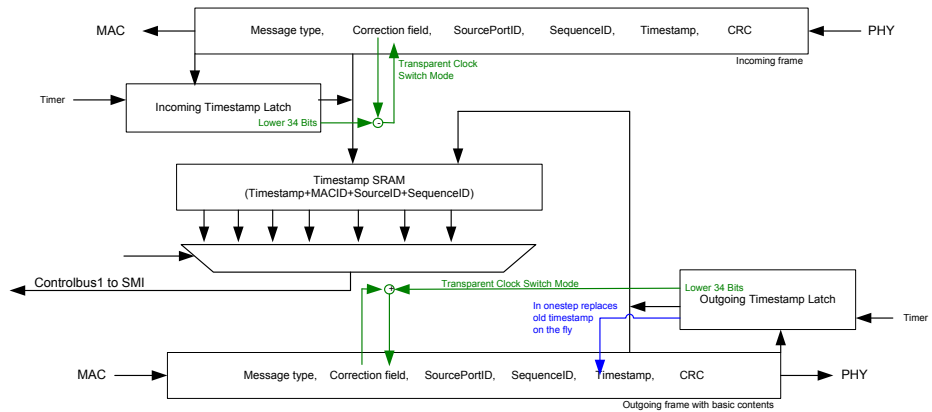 MAC
Message type, Correction field, SourcePortID, SequenceID, Timestamp, CRC
PHY
Incoming frame
Transparent Clock
Switch Mode
Timer
Incoming Timestamp Latch
Lower 34 Bits
-
Timestamp SRAM
(Timestamp+MACID+SourceID+SequenceID)
Controlbus1 to SMI
+
Transparent Clock Switch Mode
Lower 34 Bits
Outgoing Timestamp Latch
In onestep replaces
old timestamp
on the fly
Timer
MAC
Message type, Correction field, SourcePortID, SequenceID, Timestamp, CRC
PHY
Outgoing frame with basic contents